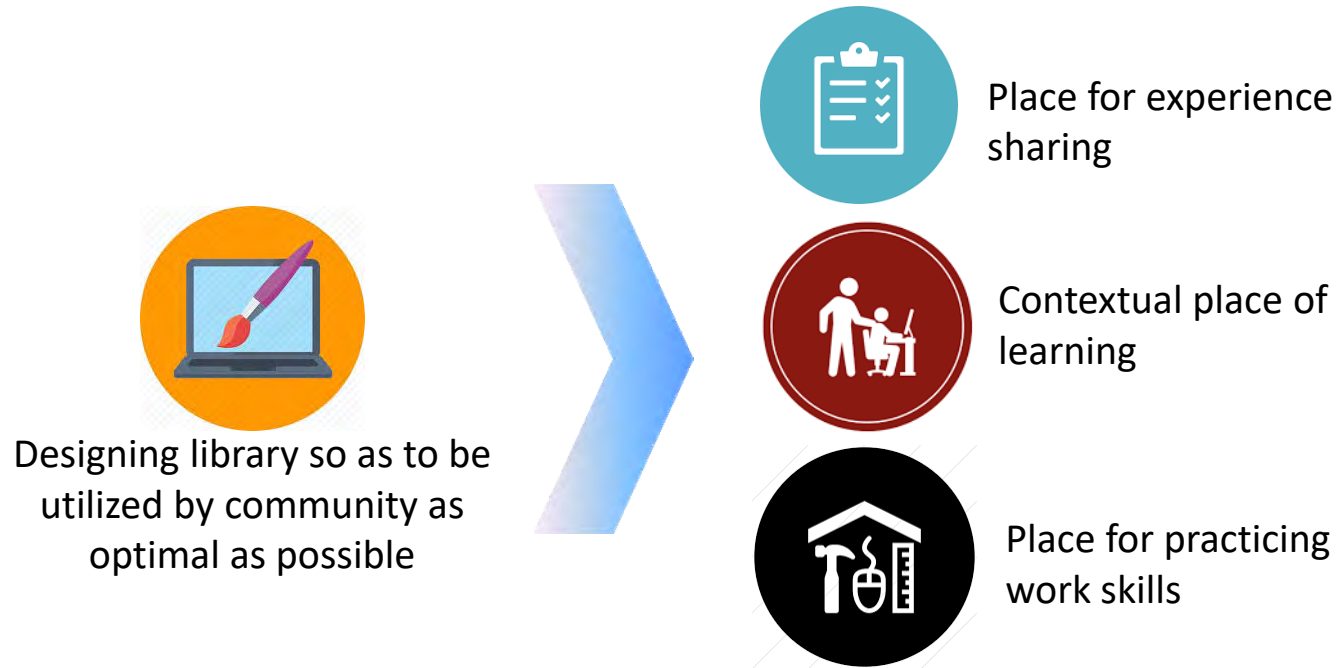 Designing library so as to be
utilized by community as
optimal as possible
Place for experience
sharing
Contextual place of
learning
Place for practicing
work skills